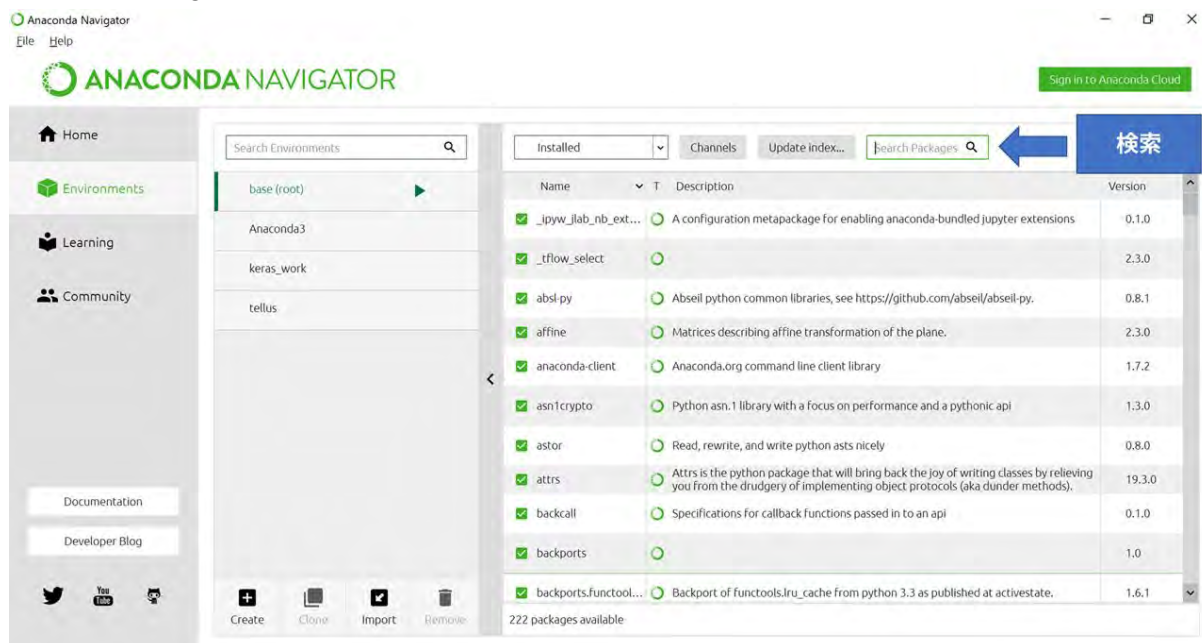 Anaconda Navigator
File Help
ANACONDA NAVIGATOR
Sign in to Anaconda Cloud
Home
Environments
Learning
Community
Documentation
Developer Blog
You Tube
Search Environments
base (root)
Anaconda3
keras_work
tellus
Create Clone Import Remove
Installed Channels Update index... Search Packages 検索
Name T Description Version
_ipyw_jlab_nb_ext... A configuration metapackage for enabling anaconda-bundled jupyter extensions 0.1.0
_tflow_select 2.3.0
absl-py Abseil python common libraries, see https://github.com/abseil/abseil-py. 0.8.1
affine Matrices describing affine transformation of the plane. 2.3.0
anaconda-client Anaconda.org command line client library 1.7.2
asn1crypto Python asn.1 library with a focus on performance and a pythonic api 1.3.0
astor Read, rewrite, and write python asts nicely 0.8.0
attrs Attrs is the python package that will bring back the joy of writing classes by relieving
you from the drudgery of implementing object protocols (aka dunder methods). 19.3.0
backcall Specifications for callback functions passed in to an api 0.1.0
backports 1.0
backports.functool... Backport of functools.lru_cache from python 3.3 as published at activestate. 1.6.1
222 packages available